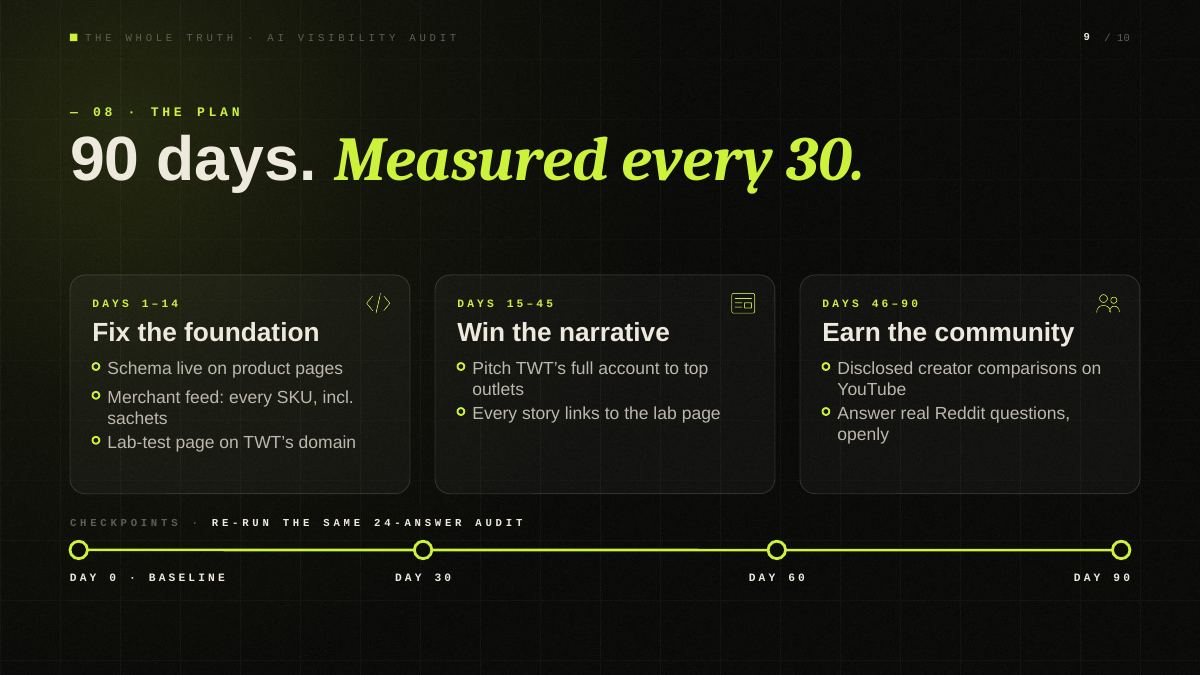 THE WHOLE TRUTH · AI VISIBILITY AUDIT
9 / 10
— 08 · THE PLAN
90 days. Measured every 30.
DAYS 1–14
Fix the foundation
Schema live on product pages
Merchant feed: every SKU, incl.
sachets
Lab-test page on TWT’s domain
DAYS 15–45
Win the narrative
Pitch TWT’s full account to top
outlets
Every story links to the lab page
DAYS 46–90
Earn the community
Disclosed creator comparisons on
YouTube
Answer real Reddit questions,
openly
CHECKPOINTS · RE-RUN THE SAME 24-ANSWER AUDIT
DAY 0 · BASELINE
DAY 30
DAY 60
DAY 90